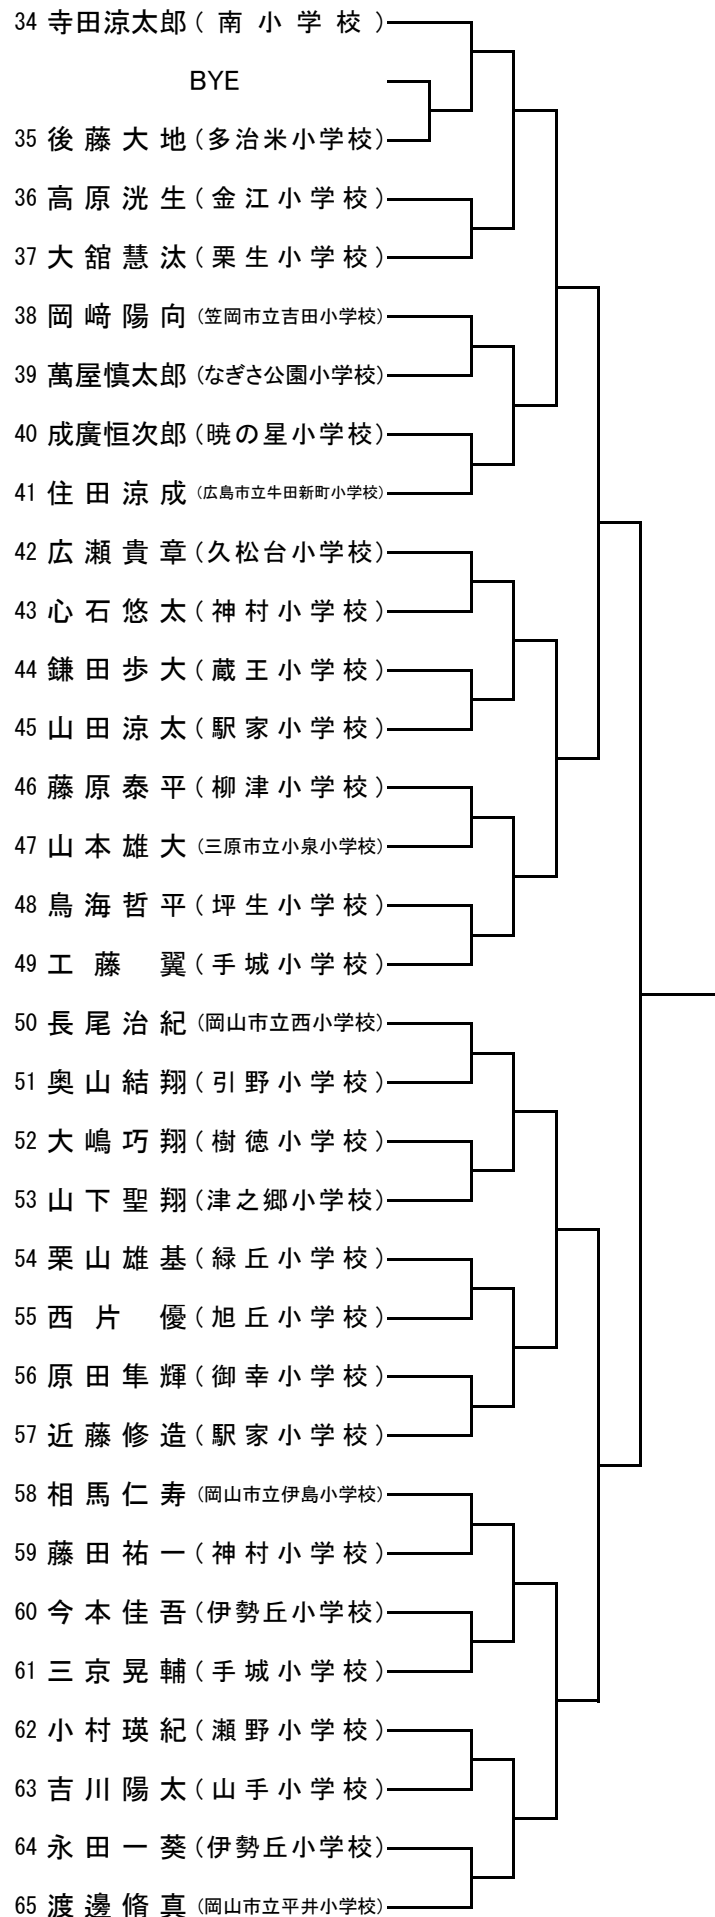 34 寺田涼太郎(南小学校)
BYE
35 後藤大地(多治米小学校)
36 高原洸生(金江小学校)
37 大舘慧汰(栗生小学校)
38 岡﨑陽向(笠岡市立吉田小学校)
39 萬屋慎太郎(なぎさ公園小学校)
40 成廣恒次郎(暁の星小学校)
41 住田涼成(広島市立牛田新町小学校)
42 広瀬貴章(久松台小学校)
43 心石悠太(神村小学校)
44 鎌田歩大(蔵王小学校)
45 山田涼太(駅家小学校)
46 藤原泰平(柳津小学校)
47 山本雄大(三原市立小泉小学校)
48 鳥海哲平(坪生小学校)
49 工藤 翼(手城小学校)
50 長尾治紀(岡山市立西小学校)
51 奥山結翔(引野小学校)
52 大嶋巧翔(樹徳小学校)
53 山下聖翔(津之郷小学校)
54 栗山雄基(緑丘小学校)
55 西片 優(旭丘小学校)
56 原田隼輝(御幸小学校)
57 近藤修造(駅家小学校)
58 相馬仁寿(岡山市立伊島小学校)
59 藤田祐一(神村小学校)
60 今本佳吾(伊勢丘小学校)
61 三京晃輔(手城小学校)
62 小村瑛紀(瀬野小学校)
63 吉川陽太(山手小学校)
64 永田一葵(伊勢丘小学校)
65 渡邊脩真(岡山市立平井小学校)